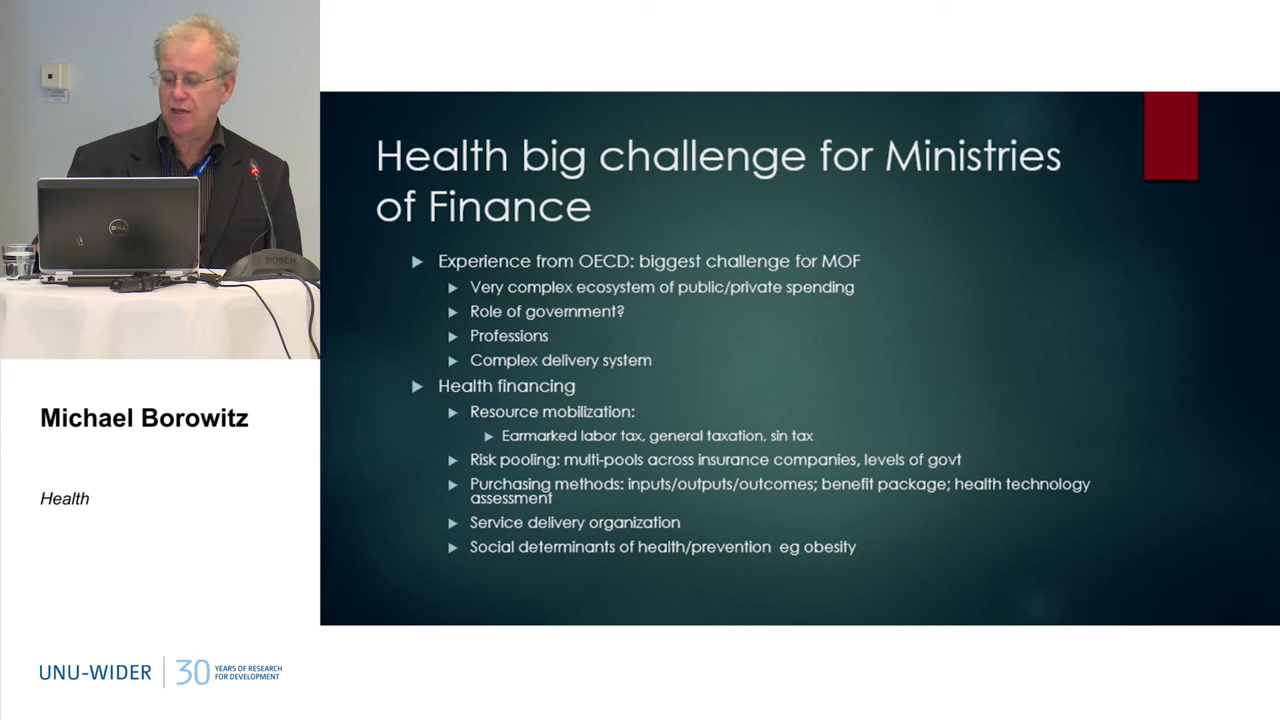 Health big challenge for Ministries
of Finance
Experience from OECD: biggest challenge for MOF
Very complex ecosystem of public/private spending
Role of government?
Professions
Complex delivery system
Health financing
Resource mobilization:
Earmarked labor tax, general taxation, sin tax
Risk pooling: multi-pools across insurance companies, levels of govt
Purchasing methods: inputs/outputs/outcomes; benefit package; health technology
assessment
Service delivery organization
Social determinants of health/prevention eg obesity
DELL
BOSCH
Michael Borowitz
Health
UNU-WIDER
30
YEARS OF RESEARCH
FOR DEVELOPMENT